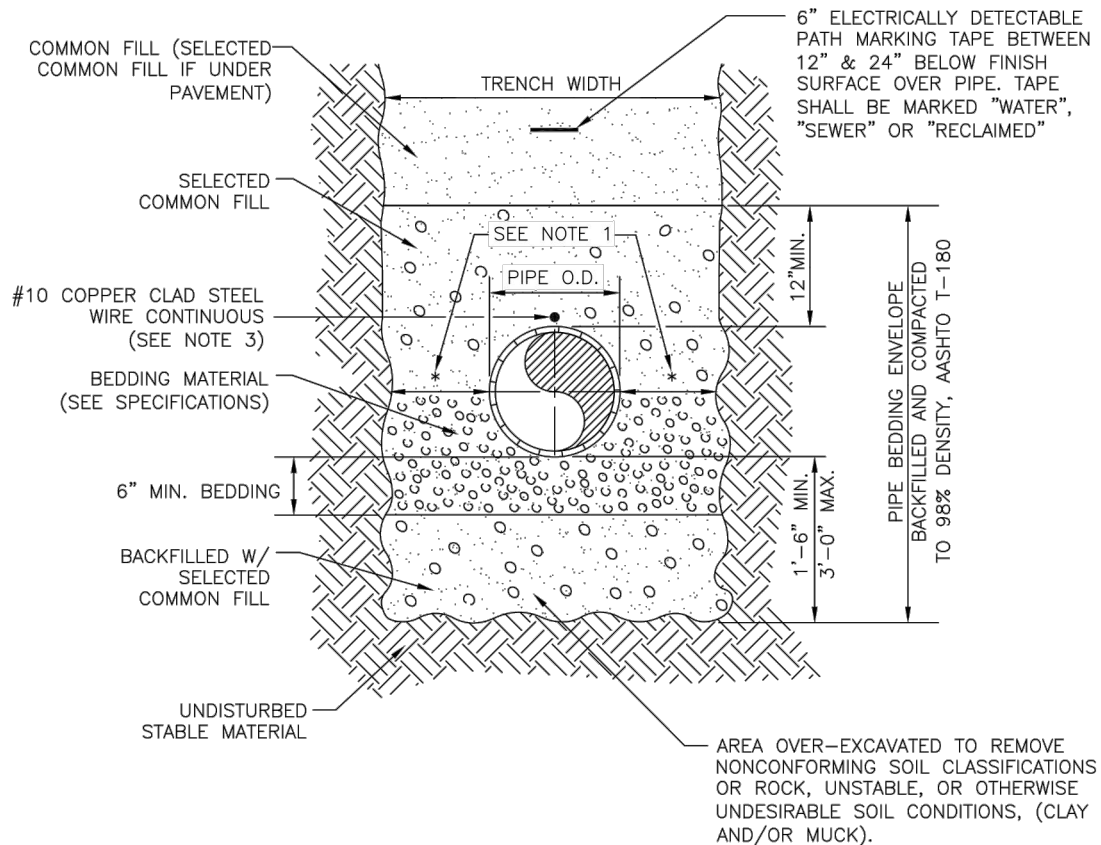 COMMON FILL (SELECTED
COMMON FILL IF UNDER
PAVEMENT)
6" ELECTRICALLY DETECTABLE
PATH MARKING TAPE BETWEEN
12" & 24" BELOW FINISH
SURFACE OVER PIPE. TAPE
SHALL BE MARKED "WATER",
"SEWER" OR "RECLAIMED"
TRENCH WIDTH
SELECTED
COMMON FILL
SEE NOTE 1
PIPE O.D.
#10 COPPER CLAD STEEL
WIRE CONTINUOUS
(SEE NOTE 3)
BEDDING MATERIAL
(SEE SPECIFICATIONS)
*
*
12"MIN.
PIPE BEDDING ENVELOPE
BACKFILLED AND COMPACTED
TO 98% DENSITY, AASHTO T-180
6" MIN. BEDDING
1'-6" MIN.
3'-0" MAX.
BACKFILLED W/
SELECTED
COMMON FILL
UNDISTURBED
STABLE MATERIAL
AREA OVER-EXCAVATED TO REMOVE
NONCONFORMING SOIL CLASSIFICATIONS
OR ROCK, UNSTABLE, OR OTHERWISE
UNDESIRABLE SOIL CONDITIONS, (CLAY
AND/OR MUCK).